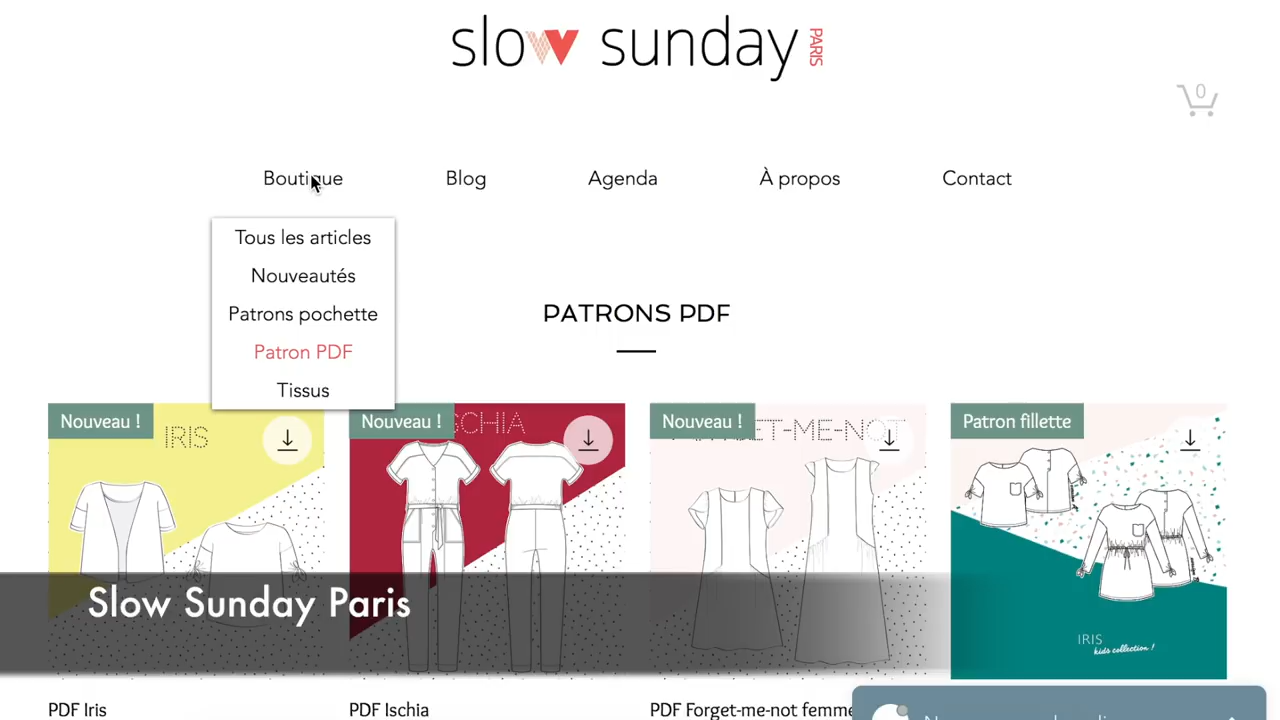 slow sunday PARIS
0
Boutique Blog Agenda À propos Contact
Tous les articles
Nouveautés
Patrons pochette
Patron PDF
Tissus
PATRONS PDF
Nouveau !
IRIS
Nouveau !
Nouveau !
Patron fillette
IRIS
kids collection !
Slow Sunday Paris
PDF Iris
PDF Ischia
PDF Forget-me-not femme